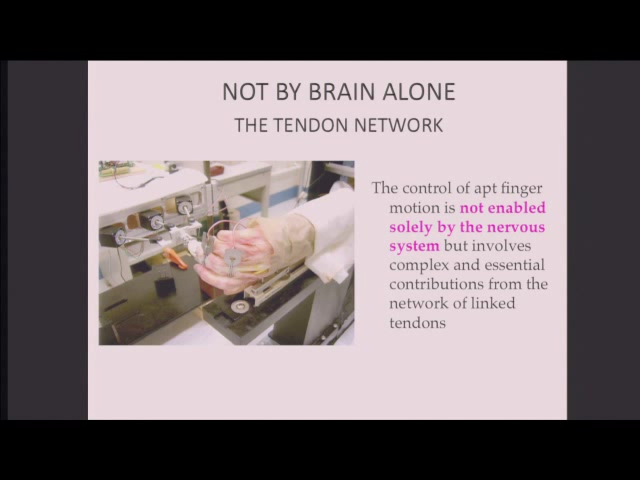 NOT BY BRAIN ALONE
THE TENDON NETWORK
The control of apt finger
motion is not enabled
solely by the nervous
system but involves
complex and essential
contributions from the
network of linked
tendons